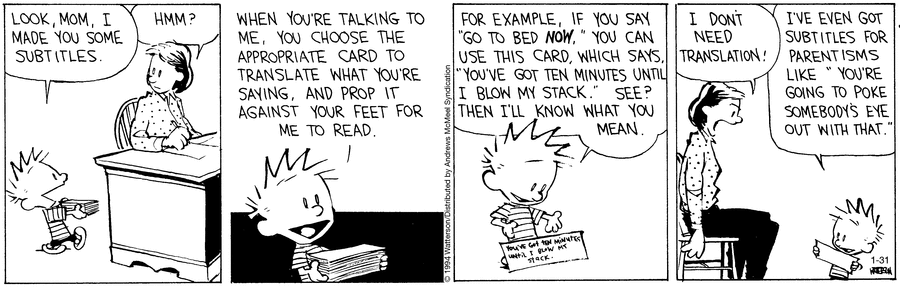 LOOK, MOM, I
MADE YOU SOME
SUBTITLES.
HMM?
WHEN YOU'RE TALKING TO
ME, YOU CHOOSE THE
APPROPRIATE CARD TO
TRANSLATE WHAT YOU'RE
SAYING, AND PROP IT
AGAINST YOUR FEET FOR
ME TO READ.
© 1994 Watterson/Distributed by Andrews McMeel Syndication
FOR EXAMPLE, IF YOU SAY
"GO TO BED NOW," YOU CAN
USE THIS CARD, WHICH SAYS,
"YOU'VE GOT TEN MINUTES UNTIL
I BLOW MY STACK." SEE?
THEN I'LL KNOW WHAT YOU
MEAN.
YOU'VE GOT TEN MINUTES
UNTIL I BLOW MY
STACK.
I DON'T
NEED
TRANSLATION!
I'VE EVEN GOT
SUBTITLES FOR
PARENTISMS
LIKE "YOU'RE
GOING TO POKE
SOMEBODY'S EYE
OUT WITH THAT."
1-31
WATTERSON